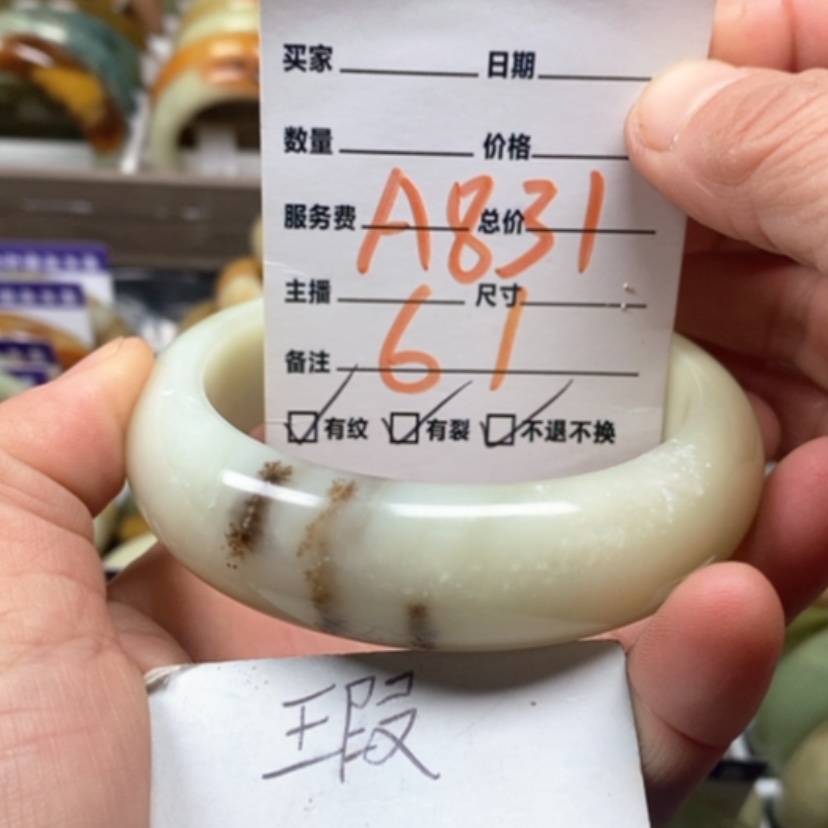 买家 日期
数量 价格
服务费 总价
A831
主播 尺寸
61
备注
有纹 有裂 不退不换
瑕